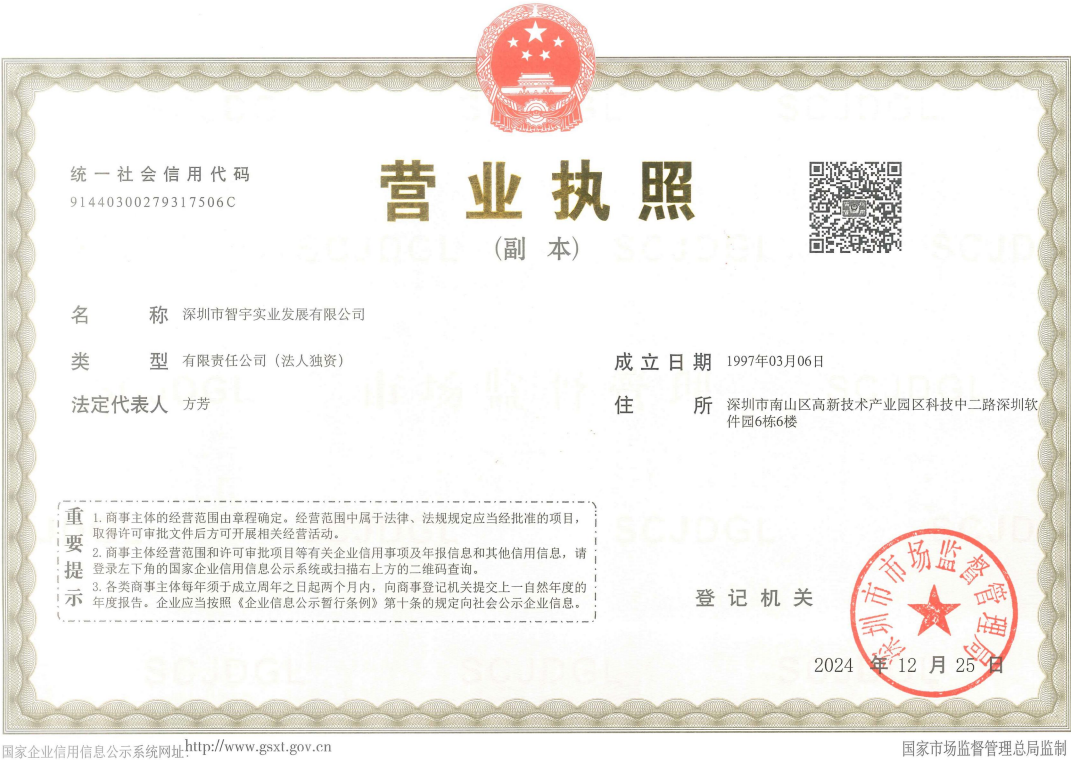 统一社会信用代码
91440300279317506C
营业执照
(副 本)
名 称 深圳市智宇实业发展有限公司
类 型 有限责任公司（法人独资）
成立日期 1997年03月06日
法定代表人 方芳
住 所 深圳市南山区高新技术产业园区科技中二路深圳软
件园6栋6楼
重要提示
1. 商事主体的经营范围由章程确定。经营范围中属于法律、法规规定应当经批准的项目，
取得许可审批文件后方可开展相关经营活动。
2. 商事主体经营范围和许可审批项目等有关企业信用事项及年报信息和其他信用信息，请
登录左下角的国家企业信用信息公示系统或扫描右上方的二维码查询。
3. 各类商事主体每年须于成立周年之日起两个月内，向商事登记机关提交上一自然年度的
年度报告。企业应当按照《企业信息公示暂行条例》第十条的规定向社会公示企业信息。
登记机关
深圳市市场监督管理局
2024 年 12 月 25 日
国家企业信用信息公示系统网址:http://www.gsxt.gov.cn
国家市场监督管理总局监制